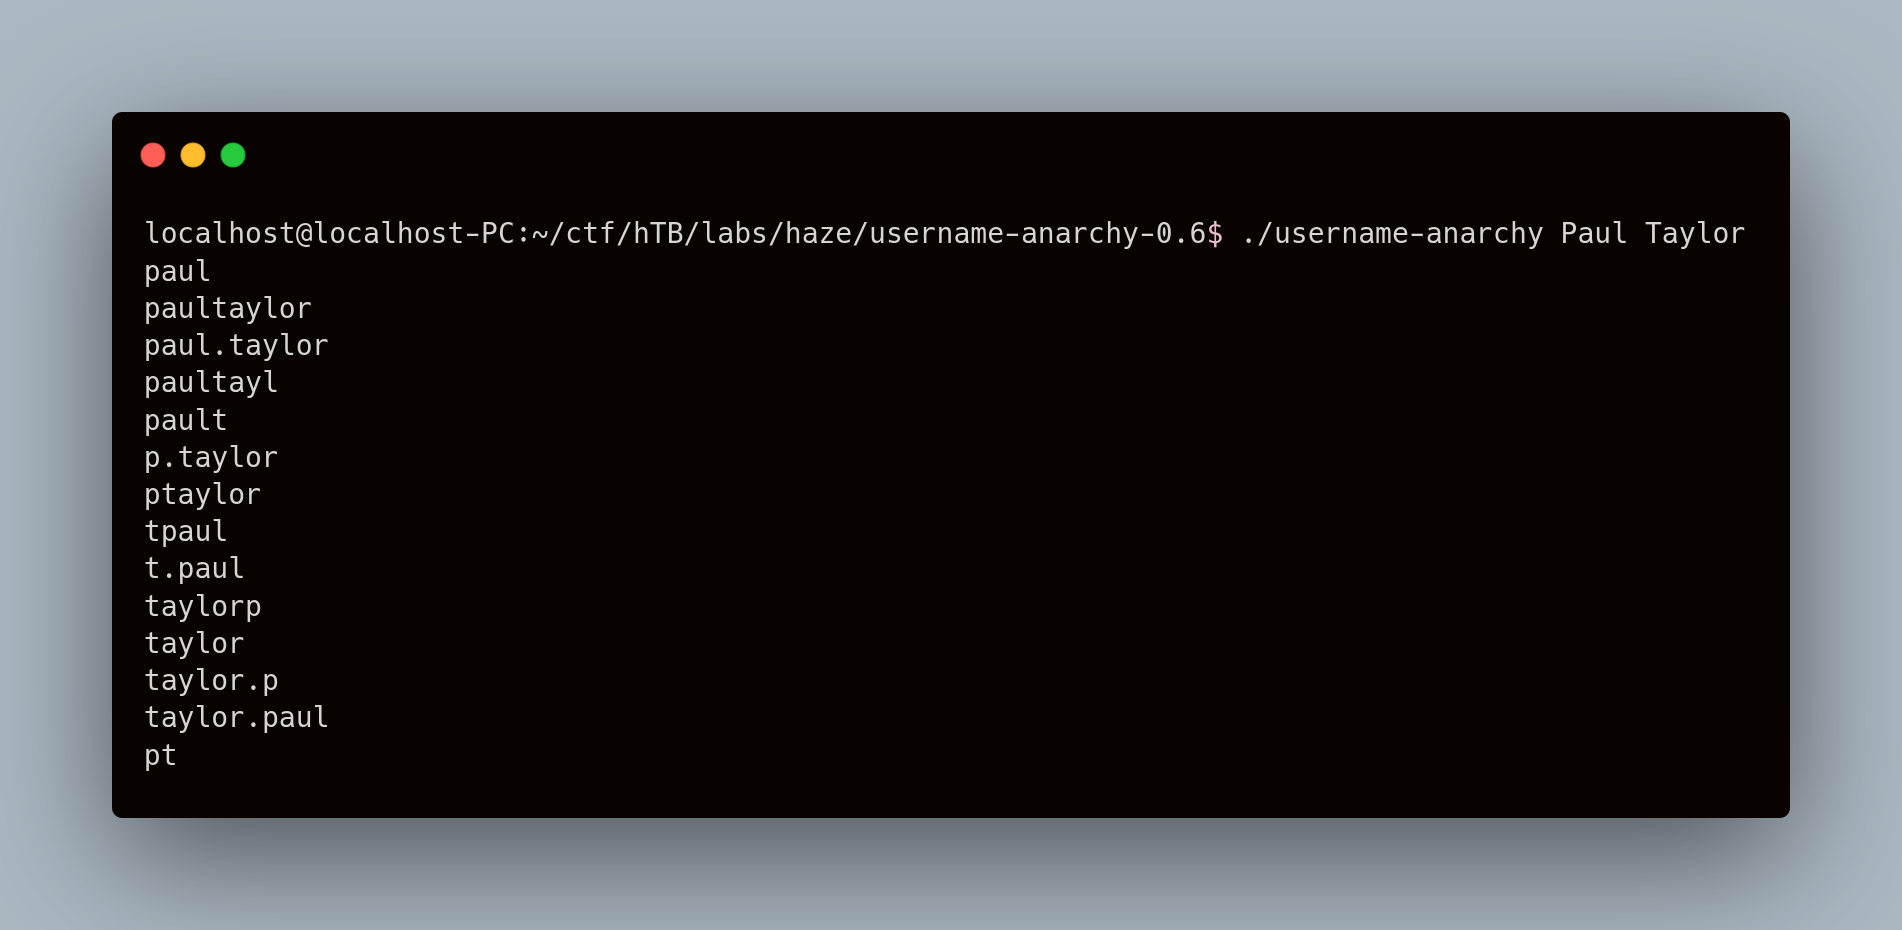 localhost@localhost-PC:~/ctf/hTB/labs/haze/username-anarchy-0.6$ ./username-anarchy Paul Taylor
paul
paultaylor
paul.taylor
paultayl
pault
p.taylor
ptaylor
tpaul
t.paul
taylorp
taylor
taylor.p
taylor.paul
pt